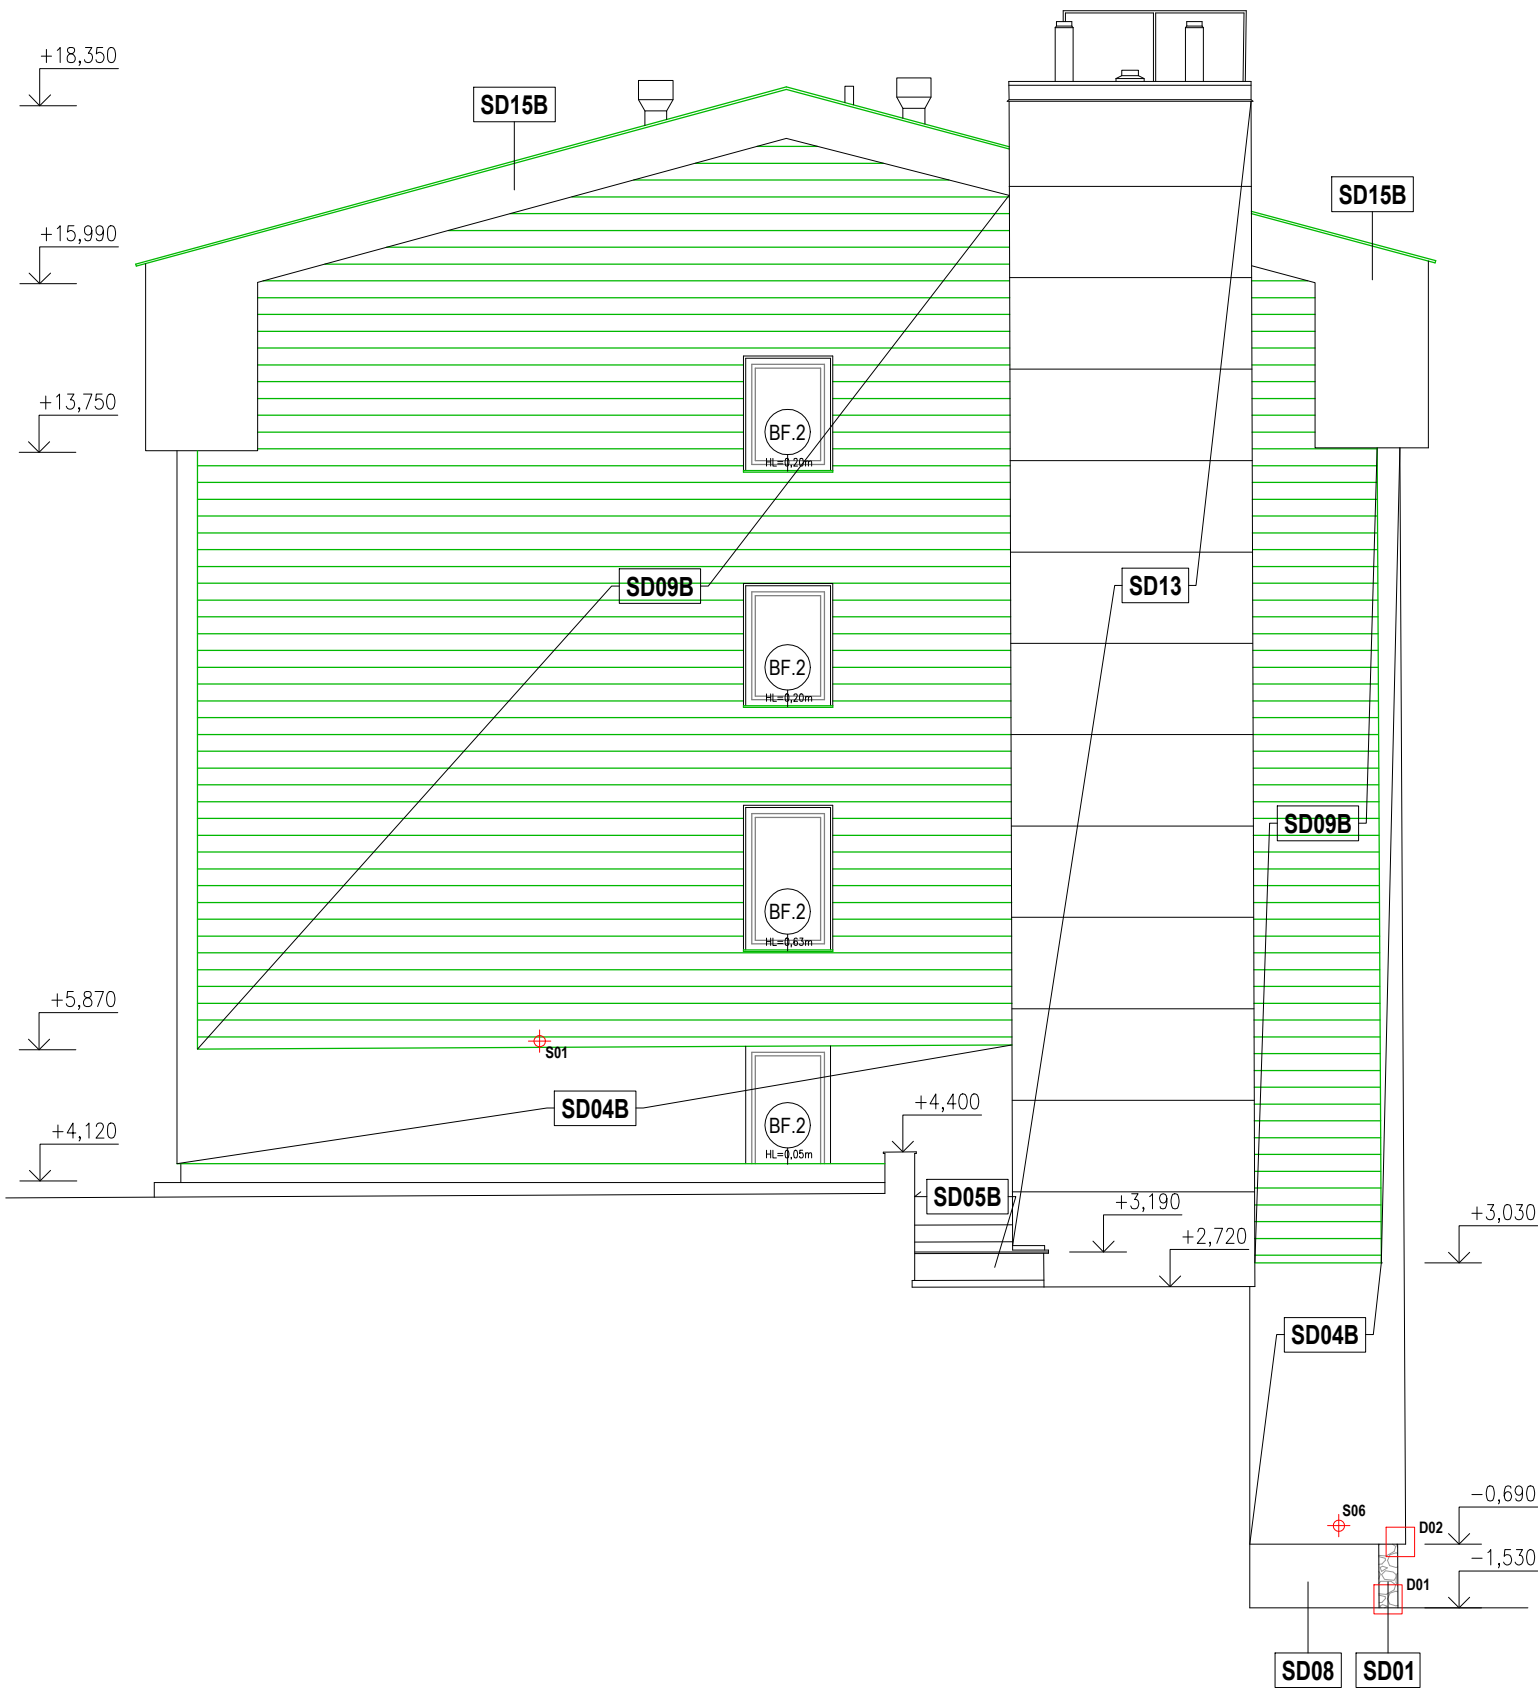 +18,350
SD15B
SD15B
+15,990
+13,750
BF.2
HL=0,20m
SD09B
SD13
BF.2
HL=0,20m
SD09B
BF.2
HL=0,63m
+5,870
S01
SD04B
+4,400
BF.2
HL=0,05m
+4,120
SD05B
+3,190
+3,030
+2,720
SD04B
-0,690
S06
D02
-1,530
D01
SD08
SD01